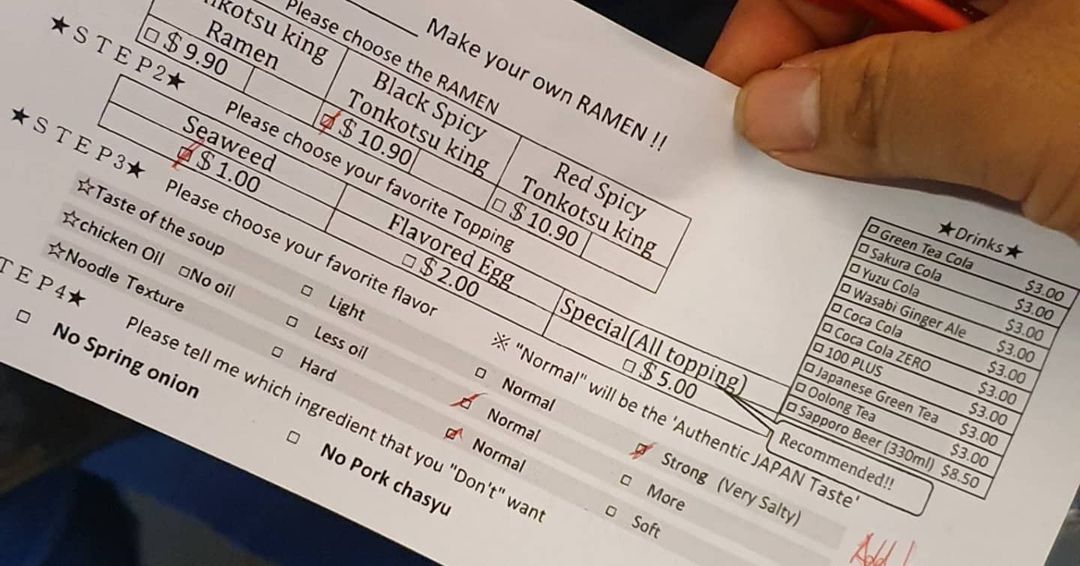 Make your own RAMEN !!
Please choose the RAMEN
nkotsu king
Ramen
□ $ 9.90
Black Spicy
Tonkotsu king
□ $ 10.90
Red Spicy
Tonkotsu king
□ $ 10.90
★STEP2★ Please choose your favorite Topping
Seaweed
□ $ 1.00
Flavored Egg
□ $ 2.00
Special(All topping)
□ $ 5.00
Recommended!!
★STEP3★ Please choose your favorite flavor
※ "Normal" will be the 'Authentic JAPAN Taste'
☆Taste of the soup □ Light □ Normal □ Strong (Very Salty)
☆chicken Oil □No oil □ Less oil □ Normal □ More
☆Noodle Texture □ Hard □ Normal □ Soft
TEP4★ Please tell me which ingredient that you "Don't" want
□ No Spring onion □ No Pork chasyu
★Drinks★
□ Green Tea Cola $3.00
□ Sakura Cola $3.00
□ Yuzu Cola $3.00
□ Wasabi Ginger Ale $3.00
□ Coca Cola $3.00
□ Coca Cola ZERO $3.00
□ 100 PLUS $3.00
□ Japanese Green Tea $3.00
□ Oolong Tea $3.00
□ Sapporo Beer (330ml) $8.50
Add !